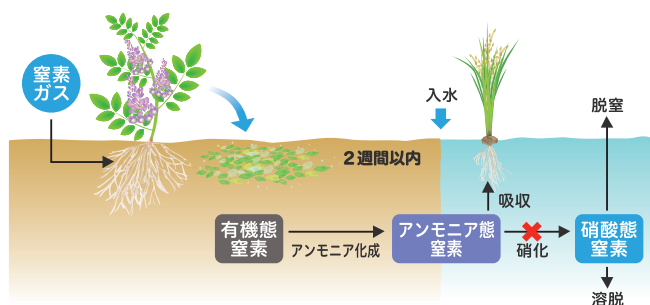 窒素
ガス
入水
脱窒
2週間以内
吸収
有機態
窒素
アンモニア化成
アンモニア態
窒素
硝化
硝酸態
窒素
溶脱